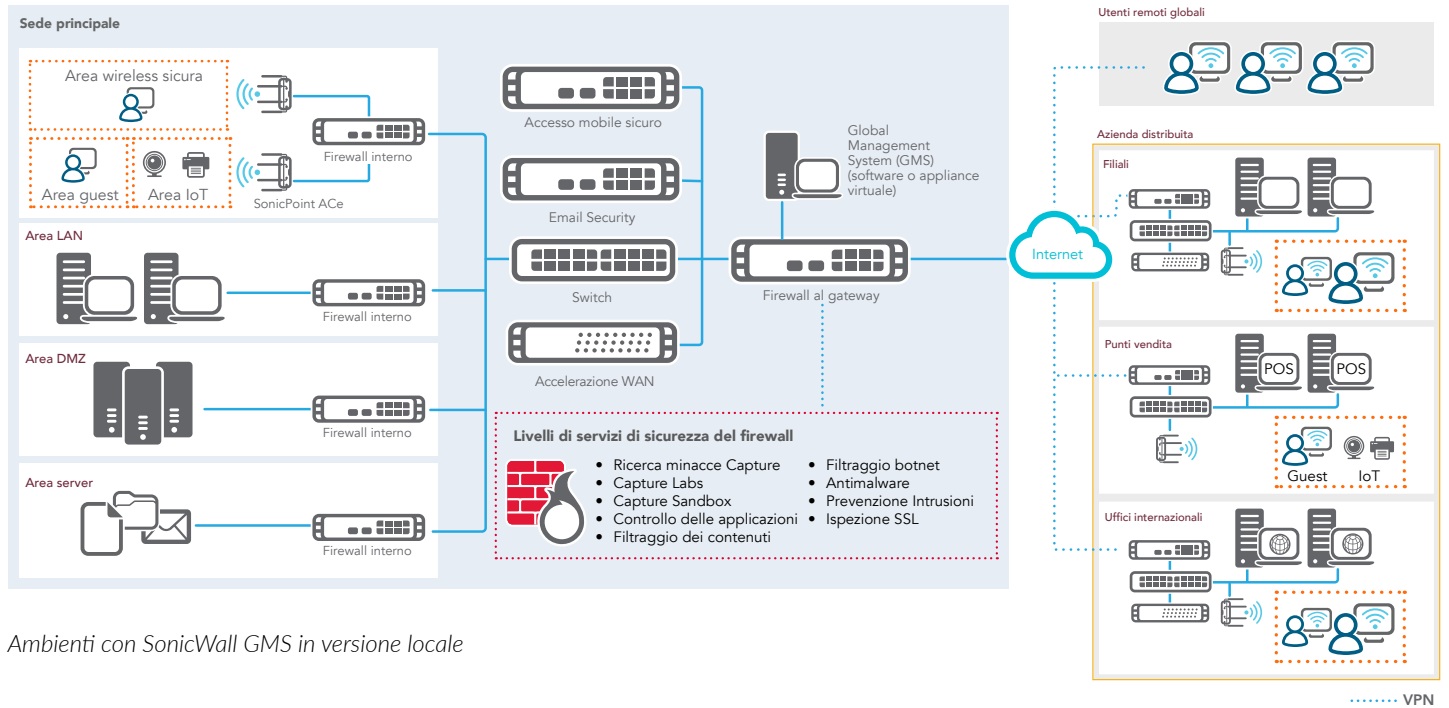 Sede principale
Area wireless sicura
Area guest
Area IoT
Firewall interno
SonicPoint ACe
Area LAN
Firewall interno
Area DMZ
Firewall interno
Area server
Firewall interno
Accesso mobile sicuro
Email Security
Switch
Accelerazione WAN
Global
Management
System (GMS)
(software o appliance
virtuale)
Firewall al gateway
Livelli di servizi di sicurezza del firewall
• Ricerca minacce Capture
• Capture Labs
• Capture Sandbox
• Controllo delle applicazioni
• Filtraggio dei contenuti
• Filtraggio botnet
• Antimalware
• Prevenzione Intrusioni
• Ispezione SSL
Internet
Utenti remoti globali
Azienda distribuita
Filiali
Punti vendita
POS
POS
Guest
IoT
Uffici internazionali
Ambienti con SonicWall GMS in versione locale
VPN